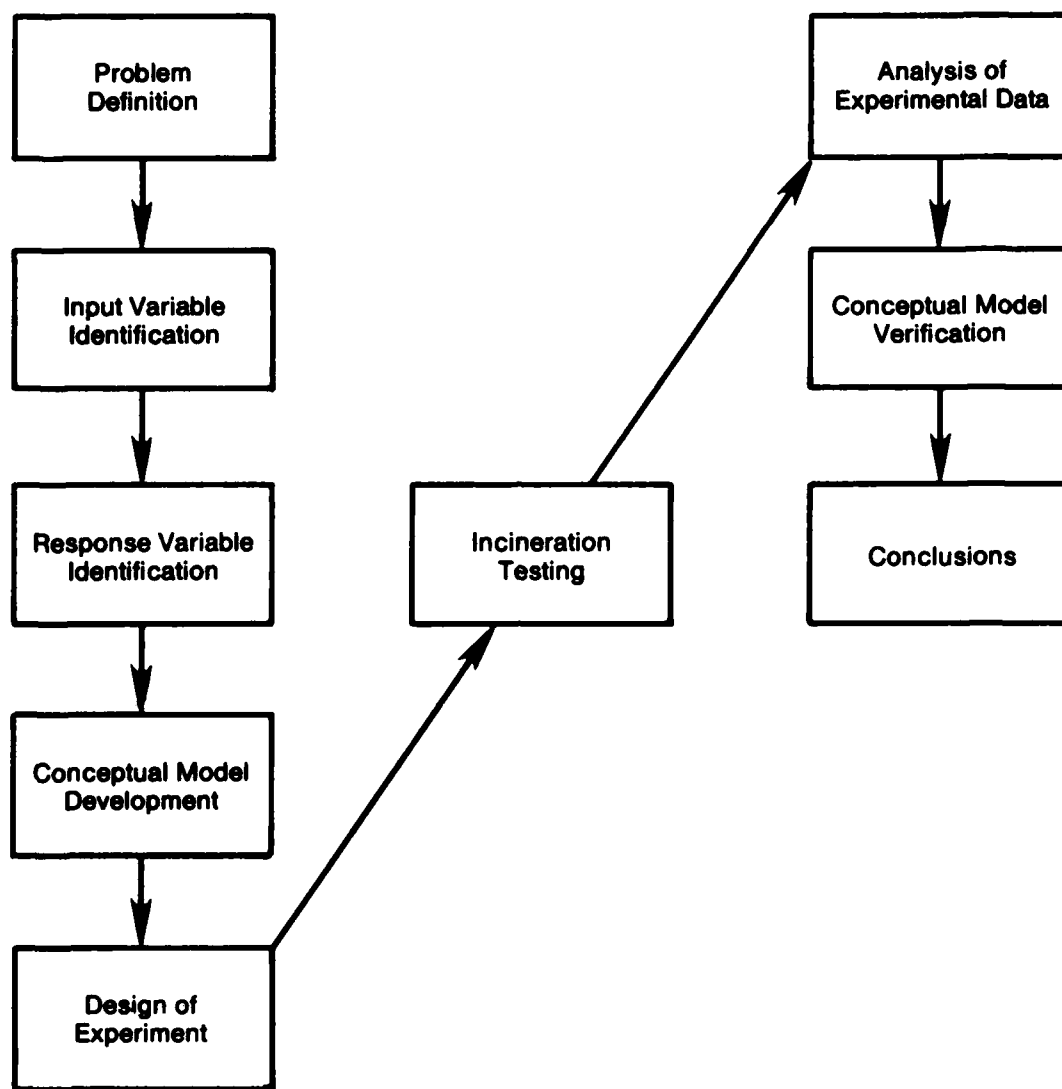 Problem
Definition
Input Variable
Identification
Response Variable
Identification
Conceptual Model
Development
Design of
Experiment
Incineration
Testing
Analysis of
Experimental Data
Conceptual Model
Verification
Conclusions